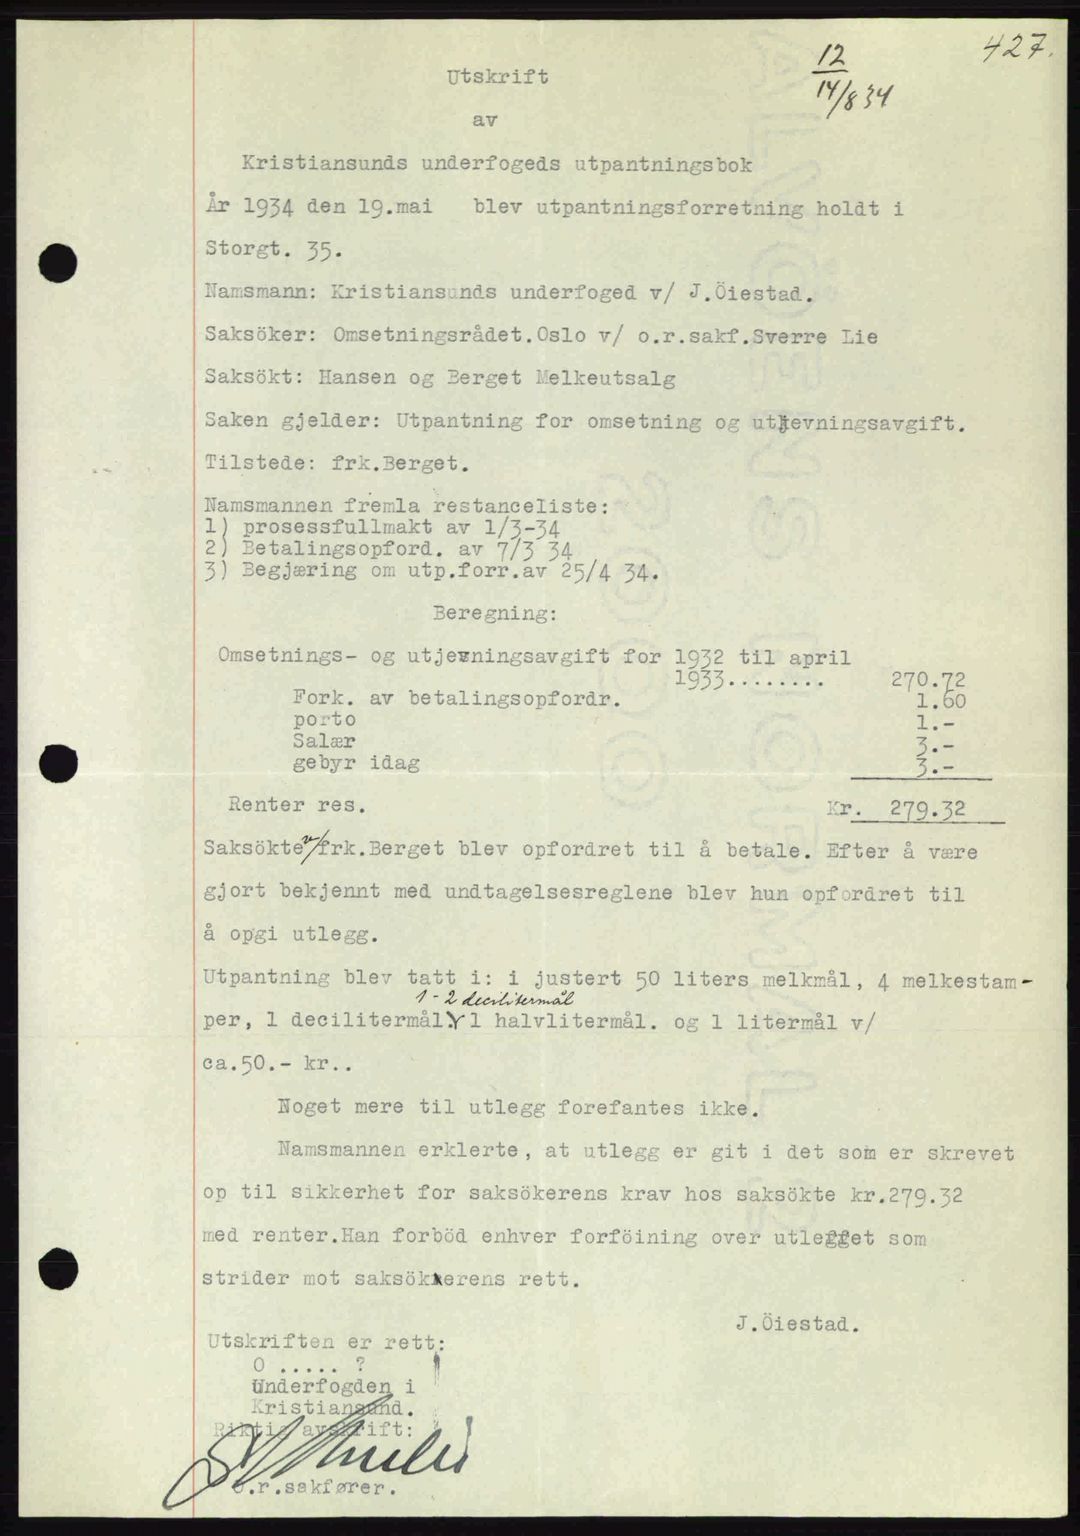 427.
12
14/8 34
Utskrift
av
Kristiansunds underfogeds utpantningsbok
År 1934 den 19.mai blev utpantningsforretning holdt i
Storgt. 35.
Namsmann: Kristiansunds underfoged v/ J.Öiestad.
Saksöker: Omsetningsrådet.Oslo v/ o.r.sakf.Sverre Lie
Saksökt: Hansen og Berget Melkeutsalg
Saken gjelder: Utpantning for omsetning og utjevningsavgift.
Tilstede: frk.Berget.
Namsmannen fremla restanceliste:
1) prosessfullmakt av 1/3-34
2) Betalingsopford. av 7/3 34
3) Begjæring om utp.forr.av 25/4 34.
Beregning:
Omsetnings- og utjevningsavgift for 1932 til april
1933........ 270.72
Fork. av betalingsopfordr. 1.60
porto 1.-
Salær 3.-
gebyr idag 3.-
Renter res. Kr. 279.32
Saksökte v/frk.Berget blev opfordret til å betale. Efter å være
gjort bekjennt med undtagelsesreglene blev hun opfordret til
å opgi utlegg.
Utpantning blev tatt i: i justert 50 liters melkmål, 4 melkestam-
1 - 2 decilitermål
per, 1 decilitermål. 1 halvlitermål. og 1 litermål v/
ca.50.- kr..
Noget mere til utlegg forefantes ikke.
Namsmannen erklerte, at utlegg er git i det som er skrevet
op til sikkerhet for saksökerens krav hos saksökte kr.279.32
med renter.Han forböd enhver forföining over utlegget som
strider mot saksökerens rett.
J.Öiestad.
Utskriften er rett:
O ..... ?
Underfogden i
Kristiansund.
Riktig avskrift:
o.r.sakfører.